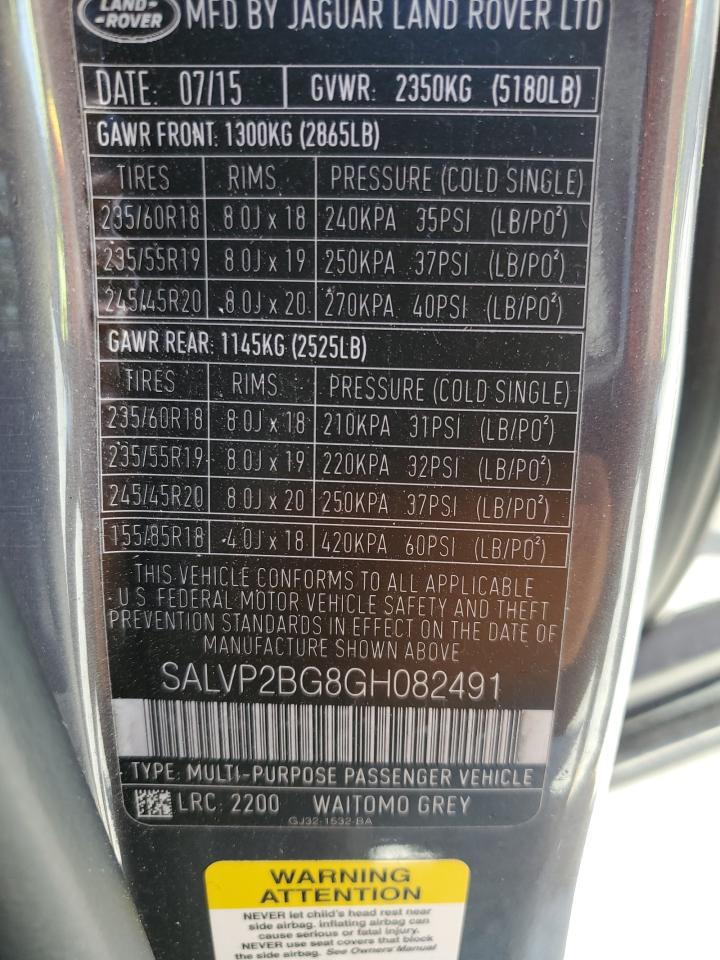 LAND-
-ROVER
MFD BY JAGUAR LAND ROVER LTD
DATE: 07/15 GVWR: 2350KG (5180LB)
GAWR FRONT: 1300KG (2865LB)
TIRES RIMS PRESSURE (COLD SINGLE)
235/60R18 8.0J x 18 240KPA 35PSI (LB/PO²)
235/55R19 8.0J x 19 250KPA 37PSI (LB/PO²)
245/45R20 8.0J x 20 270KPA 40PSI (LB/PO²)
GAWR REAR: 1145KG (2525LB)
TIRES RIMS PRESSURE (COLD SINGLE)
235/60R18 8.0J x 18 210KPA 31PSI (LB/PO²)
235/55R19 8.0J x 19 220KPA 32PSI (LB/PO²)
245/45R20 8.0J x 20 250KPA 37PSI (LB/PO²)
155/85R18 4.0J x 18 420KPA 60PSI (LB/PO²)
THIS VEHICLE CONFORMS TO ALL APPLICABLE
U.S. FEDERAL MOTOR VEHICLE SAFETY AND THEFT
PREVENTION STANDARDS IN EFFECT ON THE DATE OF
MANUFACTURE SHOWN ABOVE
SALVP2BG8GH082491
TYPE: MULTI-PURPOSE PASSENGER VEHICLE
LRC: 2200 WAITOMO GREY
GJ32-1532-BA
WARNING
ATTENTION
NEVER let child's head rest near
side airbag. Inflating airbag can
cause serious or fatal injury.
NEVER use seat covers that block
the side airbag. See Owners Manual